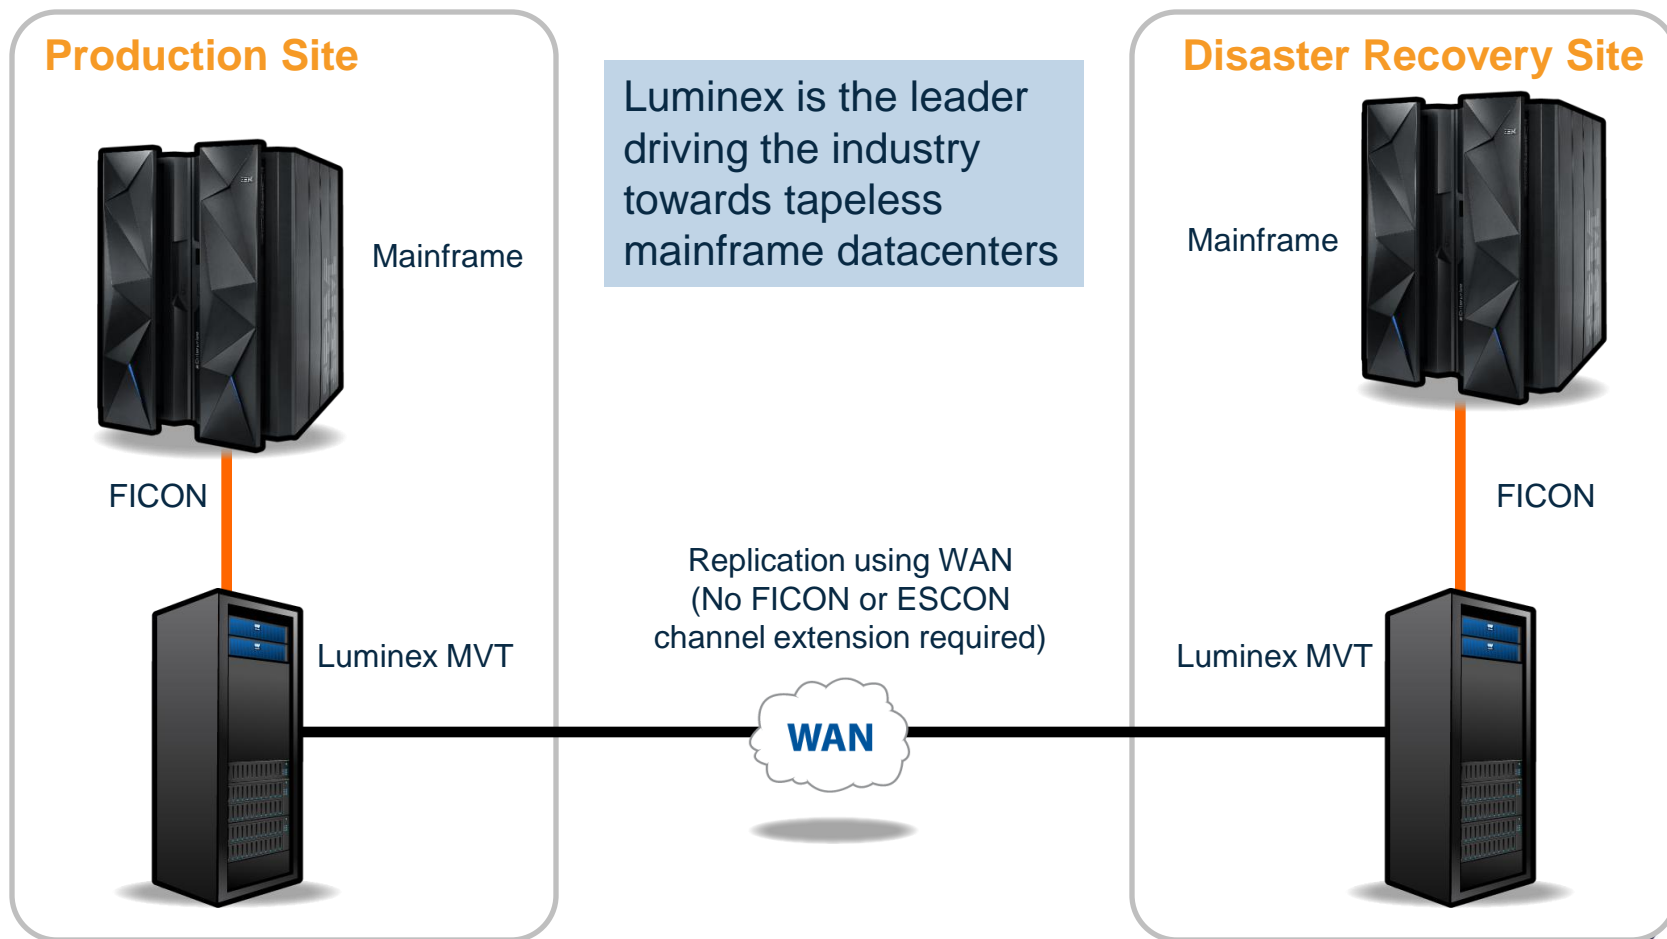 Production Site
Mainframe
FICON
Luminex MVT
Luminex is the leader
driving the industry
towards tapeless
mainframe datacenters
Replication using WAN
(No FICON or ESCON
channel extension required)
WAN
Disaster Recovery Site
Mainframe
FICON
Luminex MVT